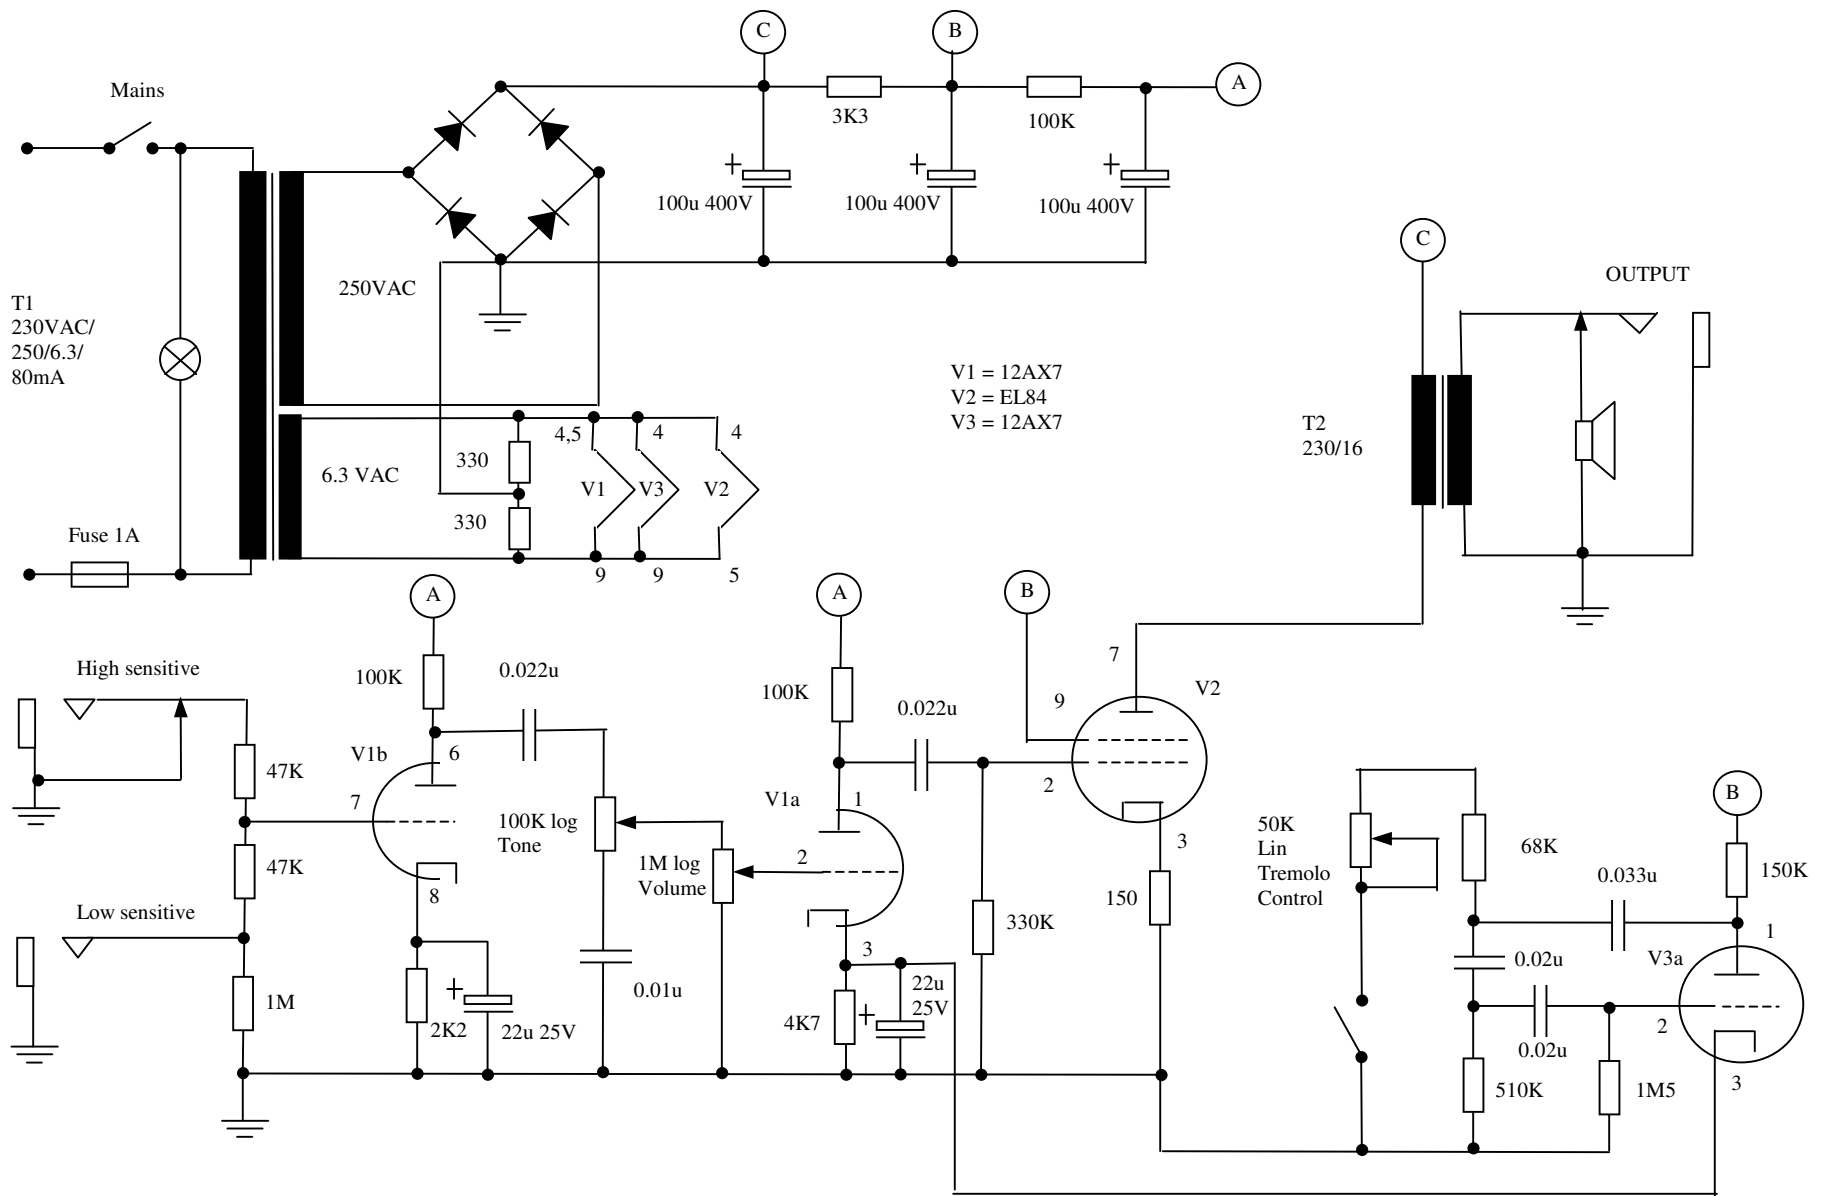 C
B
A
Mains
3K3
100K
100u 400V
100u 400V
100u 400V
C
OUTPUT
250VAC
T1
230VAC/
250/6.3/
80mA
V1 = 12AX7
V2 = EL84
V3 = 12AX7
T2
230/16
4,5
4
4
330
6.3 VAC
V1
V3
V2
330
Fuse 1A
9
9
5
A
A
B
High sensitive
100K
0.022u
7
100K
9
V2
0.022u
V1b
6
47K
7
2
V1a
1
B
100K log
Tone
3
50K
Lin
Tremolo
Control
68K
2
1M log
Volume
47K
0.033u
150K
8
150
Low sensitive
330K
3
1
V3a
0.02u
22u
25V
0.01u
1M
4K7
2K2
22u 25V
2
0.02u
510K
1M5
3